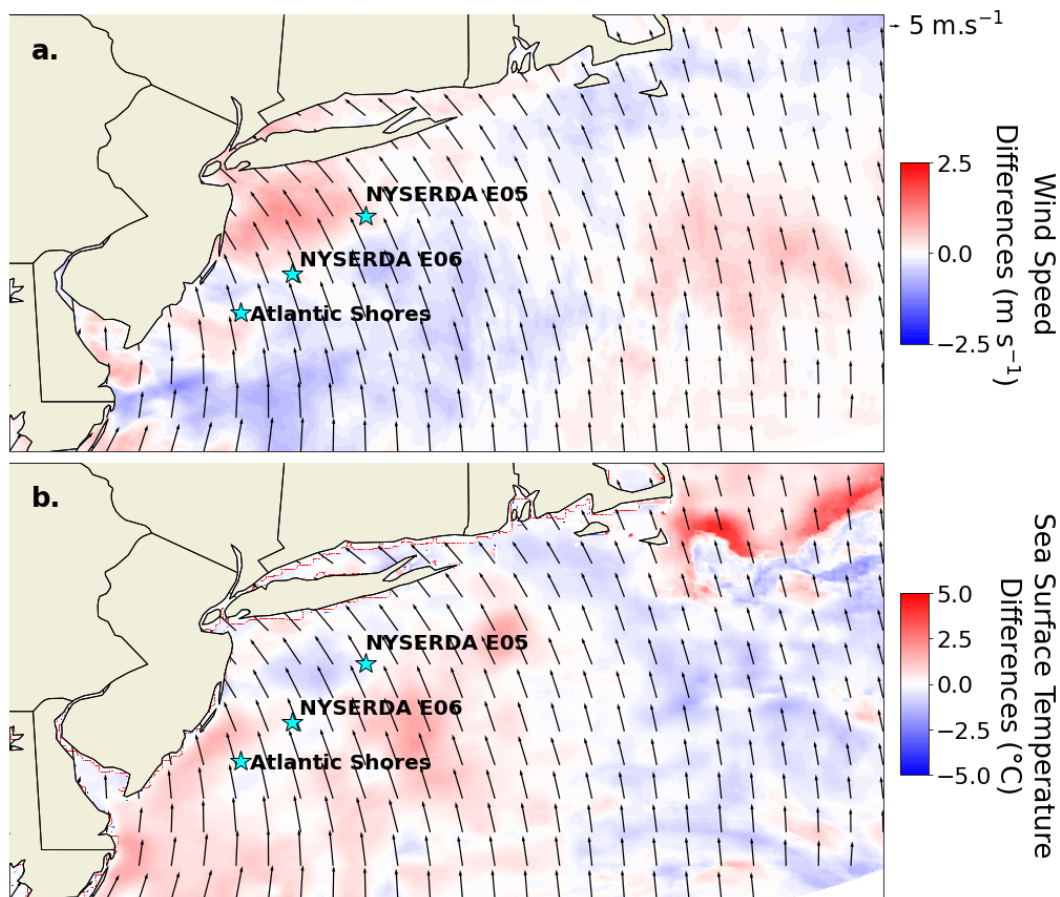 a.
5 m.s⁻¹
NYSERDA E05
NYSERDA E06
Atlantic Shores
2.5
0.0
−2.5
Wind Speed
Differences (m s⁻¹)
b.
NYSERDA E05
NYSERDA E06
Atlantic Shores
5.0
2.5
0.0
−2.5
−5.0
Sea Surface Temperature
Differences (°C)